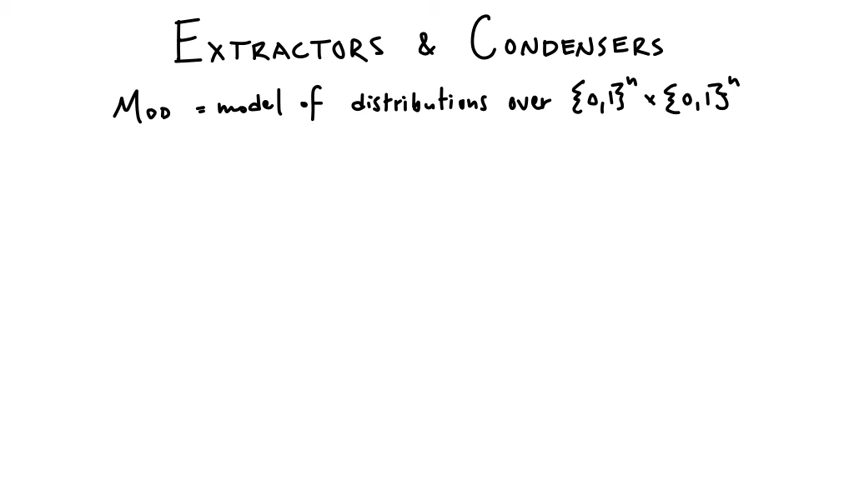 EXTRACTORS & CONDENSERS
MOD = model of distributions over {0,1}ⁿ × {0,1}ⁿ